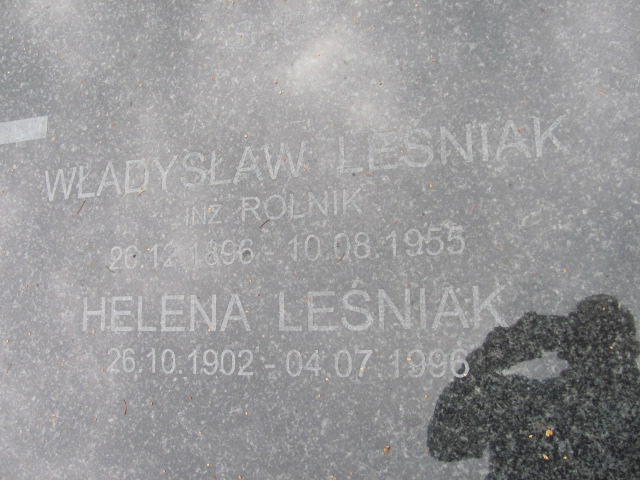 WŁADYSŁAW LEŚNIAK
INŻ ROLNIK
26.12.1896 - 10.08.1955
HELENA LEŚNIAK
26.10.1902 - 04.07.1996